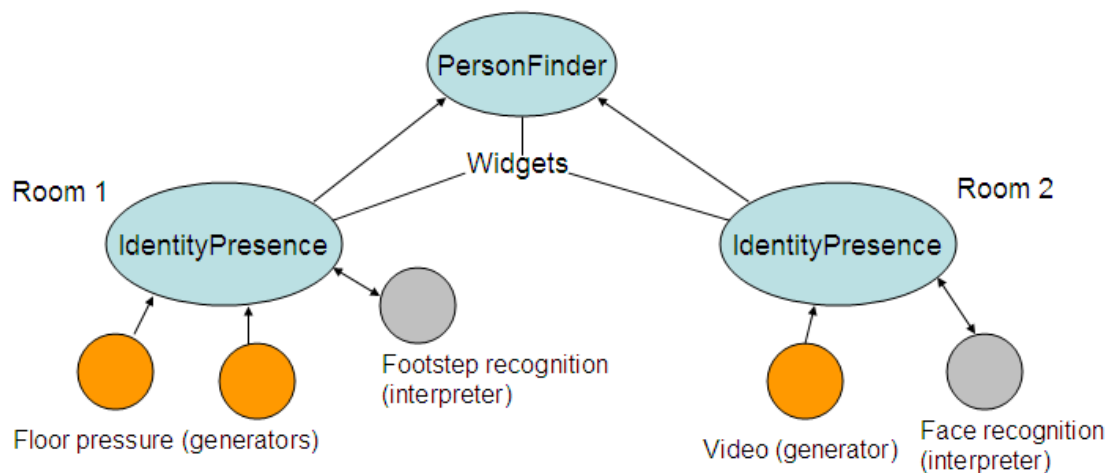 PersonFinder
Widgets
Room 1
Room 2
IdentityPresence
IdentityPresence
Footstep recognition
(interpreter)
Floor pressure (generators)
Video (generator)
Face recognition
(interpreter)